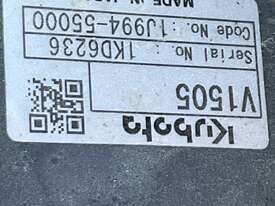 Kubota
V1505
Serial No. : 1KD6236
Code No. : 1J994-55000
MADE IN